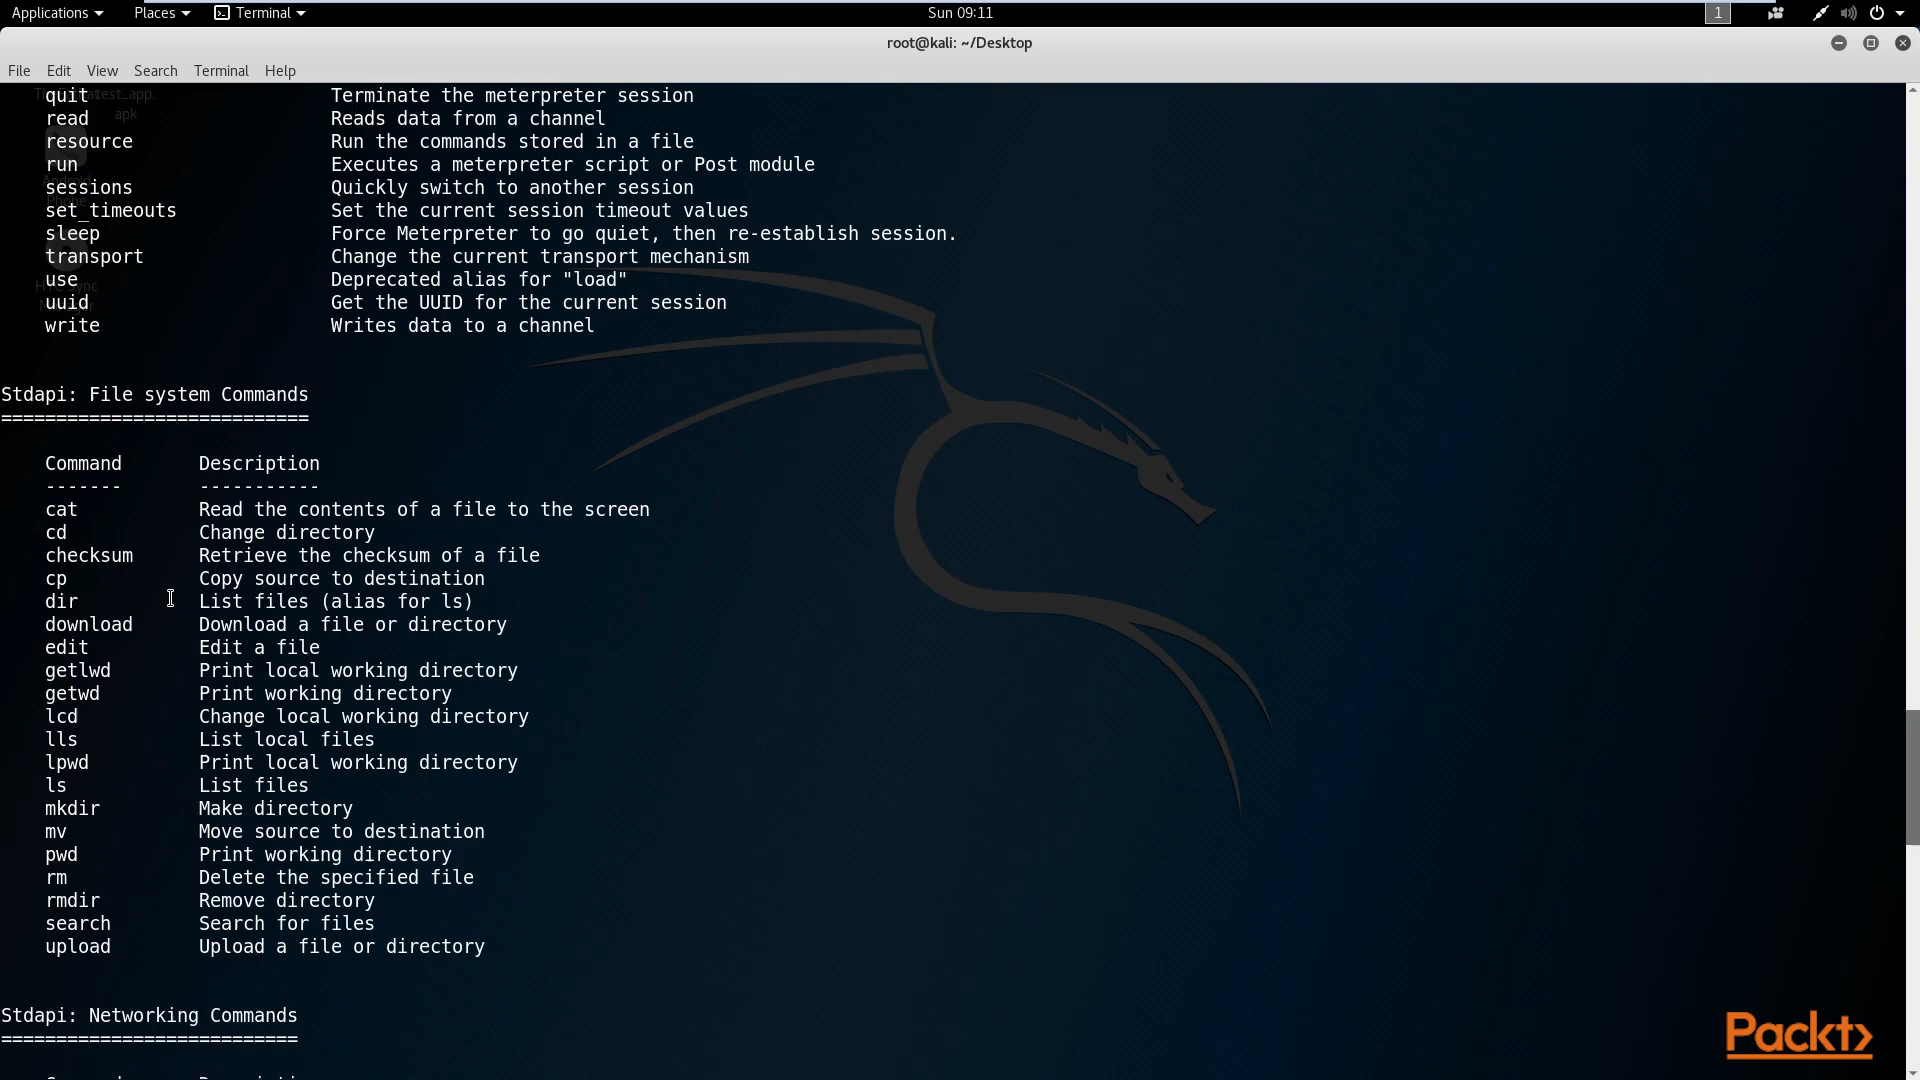 Applications Places Terminal Sun 09:11 1
root@kali: ~/Desktop
File Edit View Search Terminal Help
quit Terminate the meterpreter session
read Reads data from a channel
resource Run the commands stored in a file
run Executes a meterpreter script or Post module
sessions Quickly switch to another session
set_timeouts Set the current session timeout values
sleep Force Meterpreter to go quiet, then re-establish session.
transport Change the current transport mechanism
use Deprecated alias for "load"
uuid Get the UUID for the current session
write Writes data to a channel
Stdapi: File system Commands
============================
Command Description
------- -----------
cat Read the contents of a file to the screen
cd Change directory
checksum Retrieve the checksum of a file
cp Copy source to destination
dir List files (alias for ls)
download Download a file or directory
edit Edit a file
getlwd Print local working directory
getwd Print working directory
lcd Change local working directory
lls List local files
lpwd Print local working directory
ls List files
mkdir Make directory
mv Move source to destination
pwd Print working directory
rm Delete the specified file
rmdir Remove directory
search Search for files
upload Upload a file or directory
Stdapi: Networking Commands
===========================
Packt>